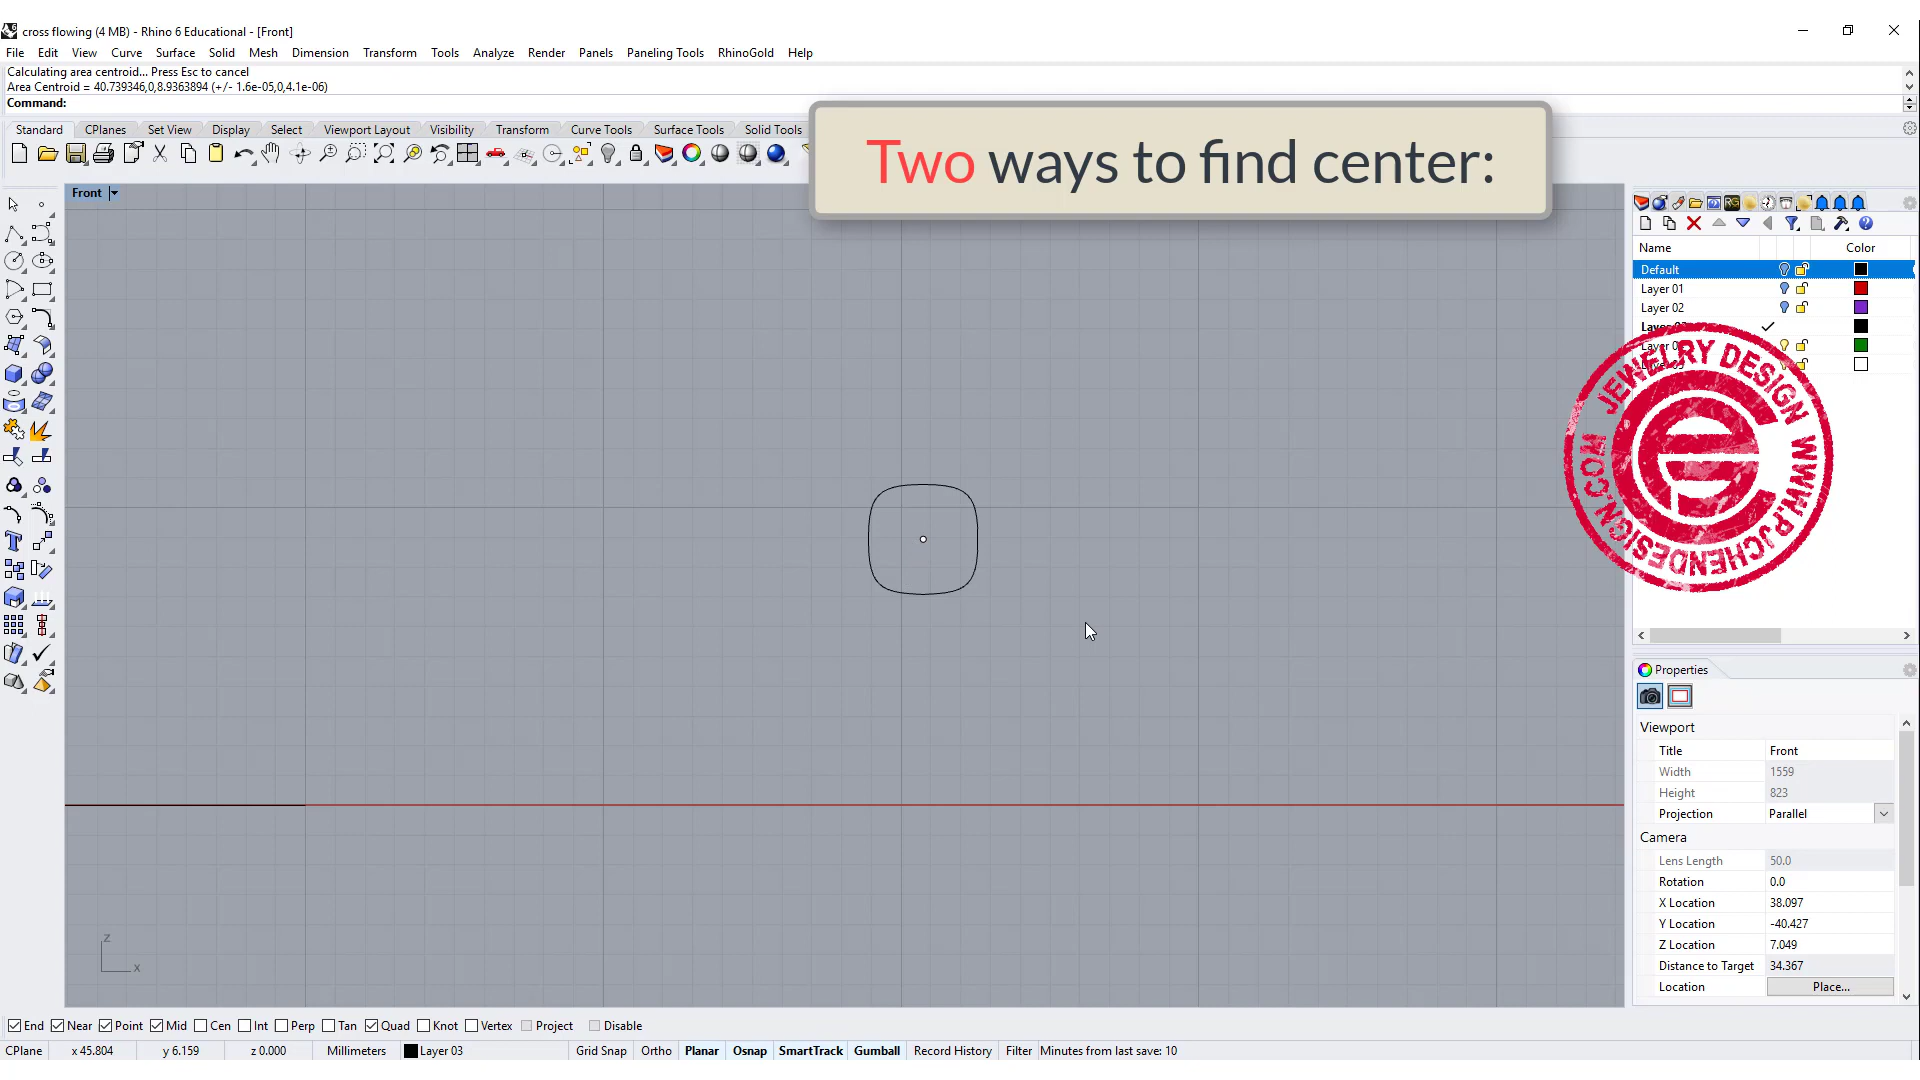 cross flowing (4 MB) - Rhino 6 Educational - [Front]
File Edit View Curve Surface Solid Mesh Dimension Transform Tools Analyze Render Panels Paneling Tools RhinoGold Help
Calculating area centroid... Press Esc to cancel
Area Centroid = 40.739346,0,8.9363894 (+/- 1.6e-05,0,4.1e-06)
Command:
Standard CPlanes Set View Display Select Viewport Layout Visibility Transform Curve Tools Surface Tools Solid Tools
Two ways to find center:
Front
Name Color
Default
Layer 01
Layer 02
JEWELRY DESIGN WWW.PJCHENDESIGN.COM
Properties
Viewport
Title Front
Width 1559
Height 823
Projection Parallel
Camera
Lens Length 50.0
Rotation 0.0
X Location 38.097
Y Location -40.427
Z Location 7.049
Distance to Target 34.367
Location Place...
z
x
End Near Point Mid Cen Int Perp Tan Quad Knot Vertex Project Disable
CPlane x 45.804 y 6.159 z 0.000 Millimeters Layer 03 Grid Snap Ortho Planar Osnap SmartTrack Gumball Record History Filter Minutes from last save: 10